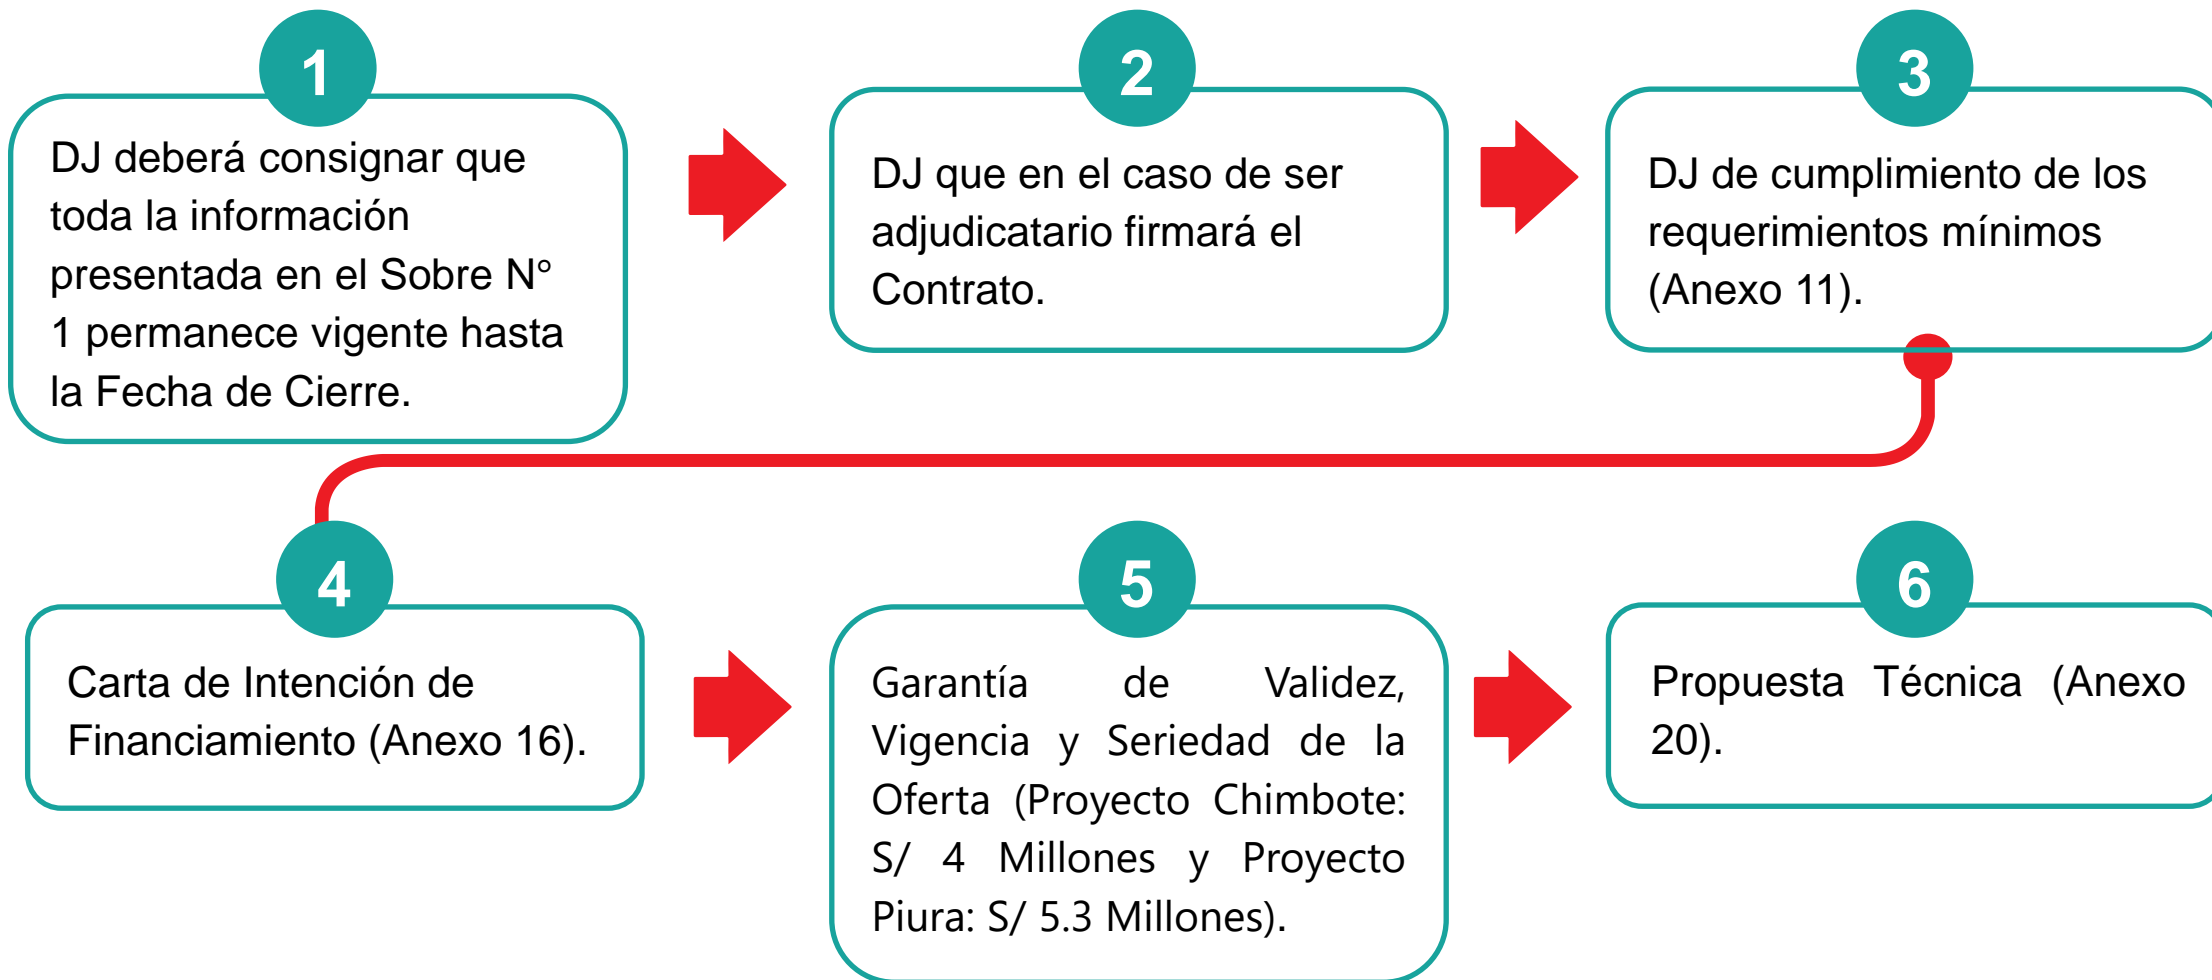 1
DJ deberá consignar que
toda la información
presentada en el Sobre N°
1 permanece vigente hasta
la Fecha de Cierre.
2
DJ que en el caso de ser
adjudicatario firmará el
Contrato.
3
DJ de cumplimiento de los
requerimientos mínimos
(Anexo 11).
4
Carta de Intención de
Financiamiento (Anexo 16).
5
Garantía de Validez,
Vigencia y Seriedad de la
Oferta (Proyecto Chimbote:
S/ 4 Millones y Proyecto
Piura: S/ 5.3 Millones).
6
Propuesta Técnica (Anexo
20).